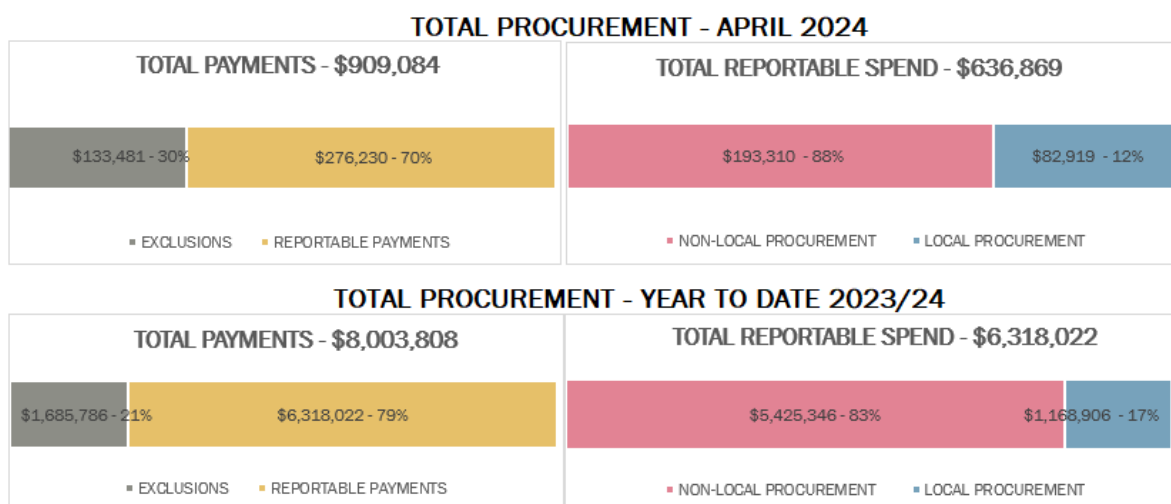 TOTAL PROCUREMENT - APRIL 2024
TOTAL PAYMENTS - $909,084
$133,481 - 30%
$276,230 - 70%
EXCLUSIONS
REPORTABLE PAYMENTS
TOTAL REPORTABLE SPEND - $636,869
$193,310 - 88%
$82,919 - 12%
NON-LOCAL PROCUREMENT
LOCAL PROCUREMENT
TOTAL PROCUREMENT - YEAR TO DATE 2023/24
TOTAL PAYMENTS - $8,003,808
$1,685,786 - 21%
$6,318,022 - 79%
EXCLUSIONS
REPORTABLE PAYMENTS
TOTAL REPORTABLE SPEND - $6,318,022
$5,425,346 - 83%
$1,168,906 - 17%
NON-LOCAL PROCUREMENT
LOCAL PROCUREMENT